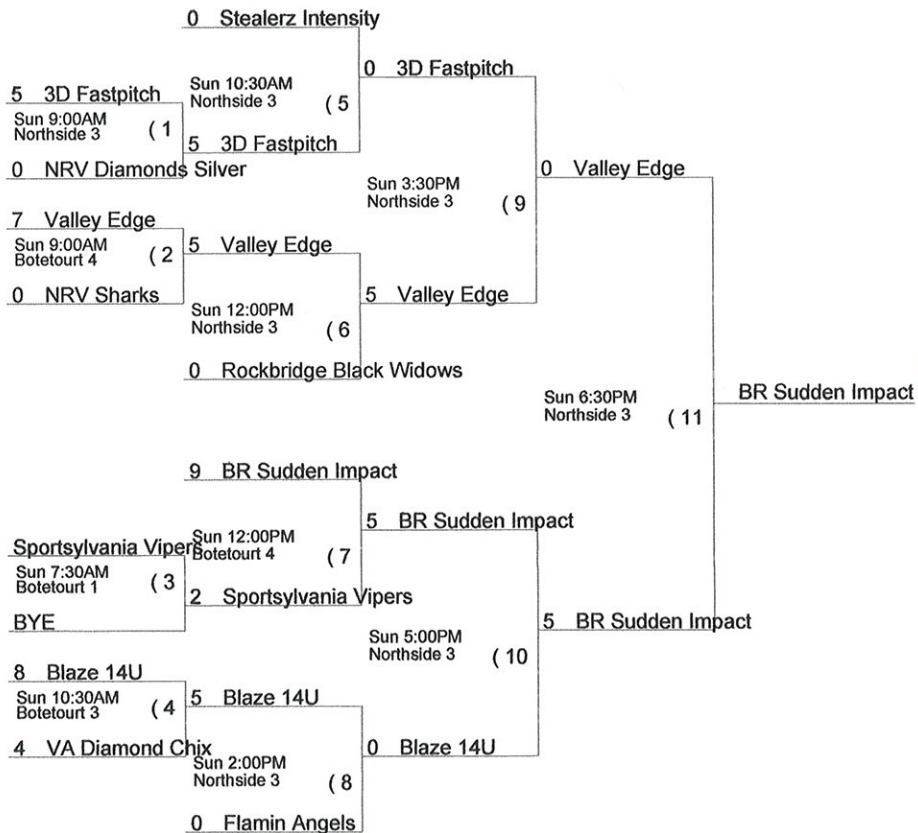 0 Stealerz Intensity
0 3D Fastpitch
Sun 10:30AM
Northside 3 ( 5
5 3D Fastpitch
Sun 9:00AM
Northside 3 ( 1
5 3D Fastpitch
0 NRV Diamonds Silver
0 Valley Edge
Sun 3:30PM
Northside 3 ( 9
7 Valley Edge
Sun 9:00AM
Botetourt 4 ( 2
5 Valley Edge
0 NRV Sharks
5 Valley Edge
Sun 12:00PM
Northside 3 ( 6
0 Rockbridge Black Widows
Sun 6:30PM
Northside 3 ( 11
BR Sudden Impact
9 BR Sudden Impact
5 BR Sudden Impact
Sun 12:00PM
Botetourt 4 ( 7
Sportsylvania Vipers
Sun 7:30AM
Botetourt 1 ( 3
2 Sportsylvania Vipers
BYE
5 BR Sudden Impact
Sun 5:00PM
Northside 3 ( 10
8 Blaze 14U
Sun 10:30AM
Botetourt 3 ( 4
5 Blaze 14U
4 VA Diamond Chix
0 Blaze 14U
Sun 2:00PM
Northside 3 ( 8
0 Flamin Angels